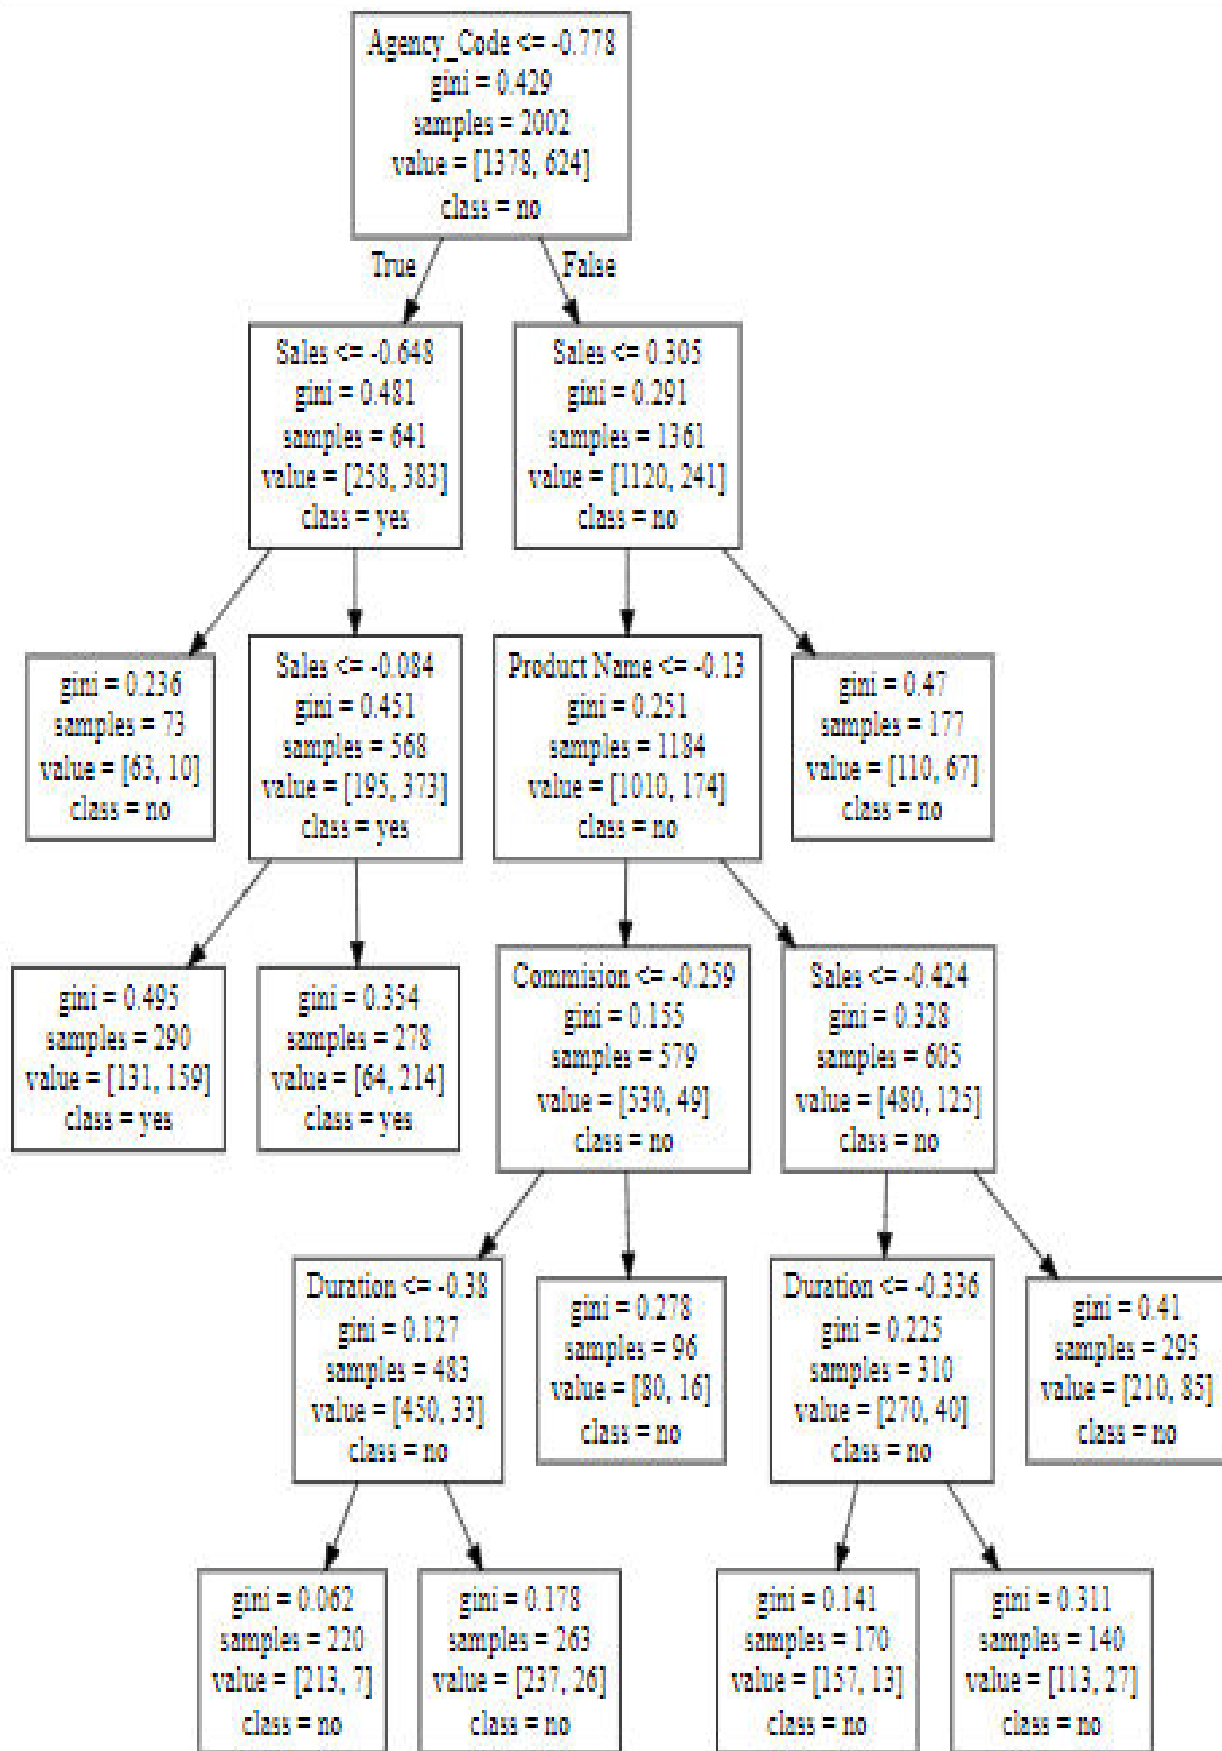 Agency_Code <= -0.778
gini = 0.429
samples = 2002
value = [1378, 624]
class = no
True
False
Sales <= -0.648
gini = 0.481
samples = 641
value = [258, 383]
class = yes
Sales <= 0.305
gini = 0.291
samples = 1361
value = [1120, 241]
class = no
gini = 0.236
samples = 73
value = [63, 10]
class = no
Sales <= -0.084
gini = 0.451
samples = 568
value = [195, 373]
class = yes
Product Name <= -0.13
gini = 0.251
samples = 1184
value = [1010, 174]
class = no
gini = 0.47
samples = 177
value = [110, 67]
class = no
gini = 0.495
samples = 290
value = [131, 159]
class = yes
gini = 0.354
samples = 278
value = [64, 214]
class = yes
Commision <= -0.259
gini = 0.155
samples = 579
value = [530, 49]
class = no
Sales <= -0.424
gini = 0.328
samples = 605
value = [480, 125]
class = no
Duration <= -0.38
gini = 0.127
samples = 483
value = [450, 33]
class = no
gini = 0.278
samples = 96
value = [80, 16]
class = no
Duration <= -0.336
gini = 0.225
samples = 310
value = [270, 40]
class = no
gini = 0.41
samples = 295
value = [210, 85]
class = no
gini = 0.062
samples = 220
value = [213, 7]
class = no
gini = 0.178
samples = 263
value = [237, 26]
class = no
gini = 0.141
samples = 170
value = [157, 13]
class = no
gini = 0.311
samples = 140
value = [113, 27]
class = no